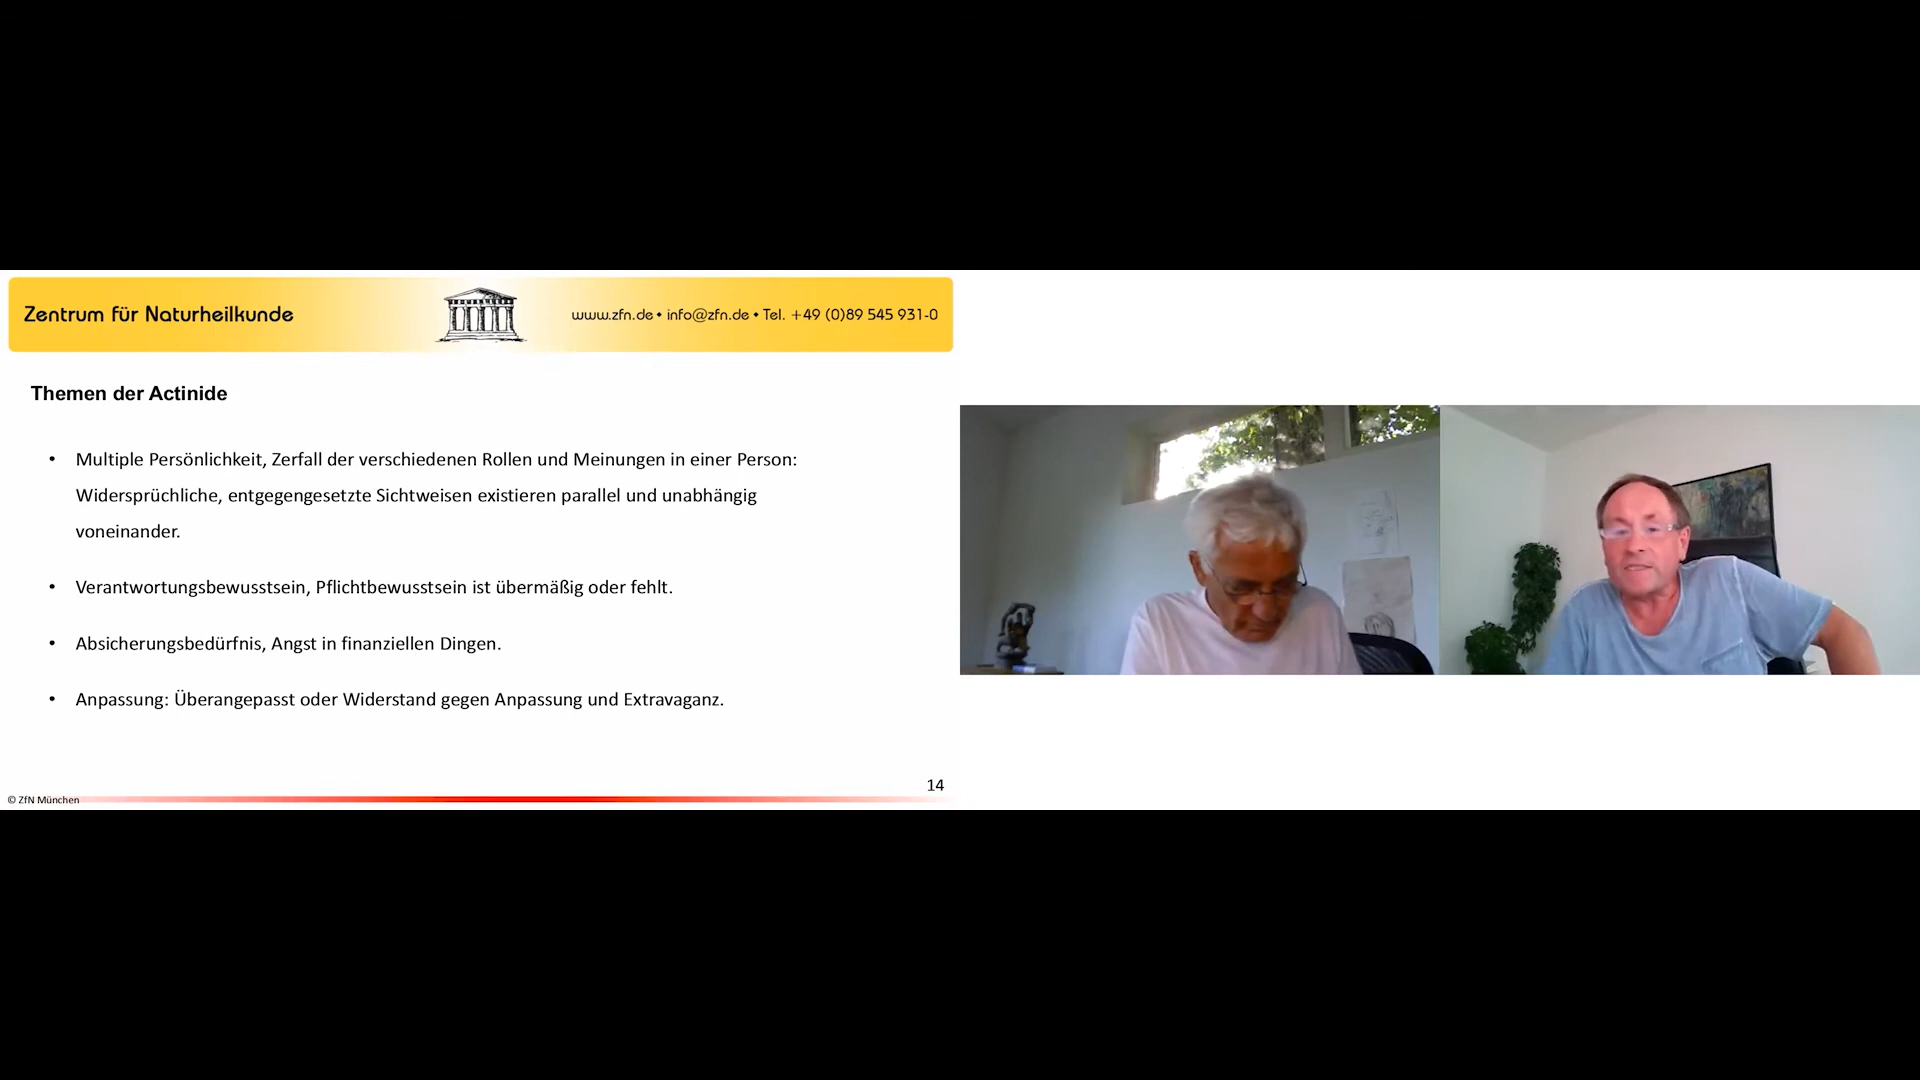 Zentrum für Naturheilkunde
www.zfn.de • info@zfn.de • Tel. +49 (0)89 545 931-0
Themen der Actinide
• Multiple Persönlichkeit, Zerfall der verschiedenen Rollen und Meinungen in einer Person:
Widersprüchliche, entgegengesetzte Sichtweisen existieren parallel und unabhängig
voneinander.
• Verantwortungsbewusstsein, Pflichtbewusstsein ist übermäßig oder fehlt.
• Absicherungsbedürfnis, Angst in finanziellen Dingen.
• Anpassung: Überangepasst oder Widerstand gegen Anpassung und Extravaganz.
14
© ZfN München